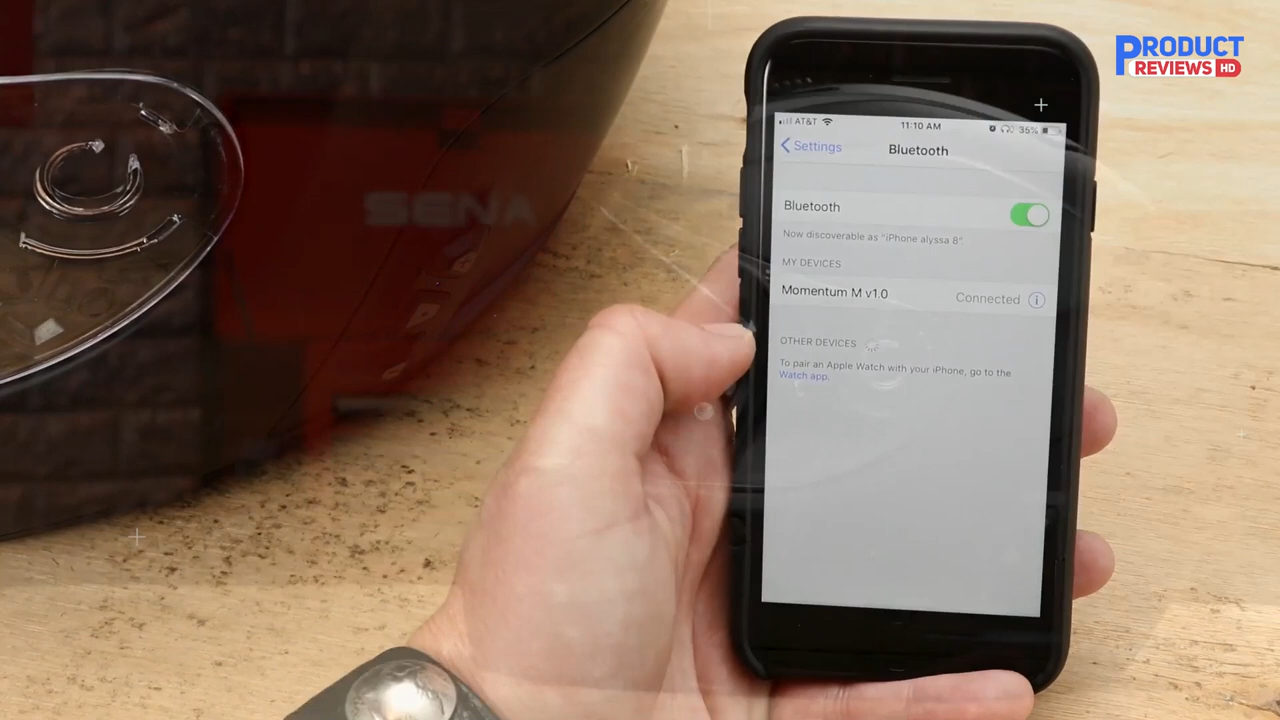 PRODUCT
REVIEWS HD
SENA
AT&T 11:10 AM 35%
Settings Bluetooth
Bluetooth
Now discoverable as "iPhone alyssa 8".
MY DEVICES
Momentum M v1.0 Connected
OTHER DEVICES
To pair an Apple Watch with your iPhone, go to the
Watch app.